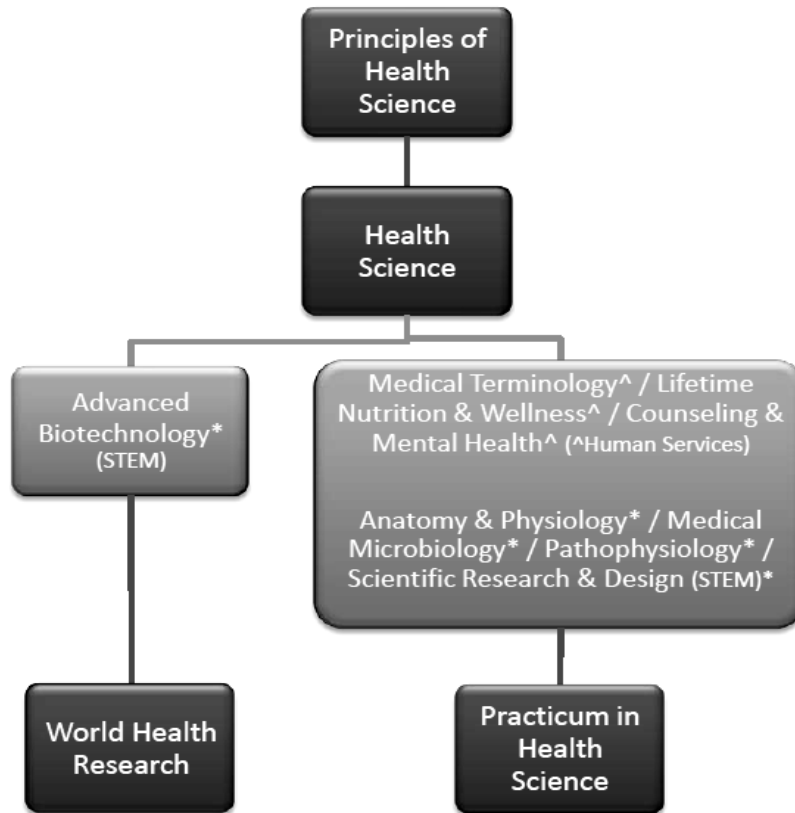 Principles of
Health
Science
Health
Science
Advanced
Biotechnology*
(STEM)
Medical Terminology^ / Lifetime
Nutrition & Wellness^ / Counseling &
Mental Health^ (^Human Services)
Anatomy & Physiology* / Medical
Microbiology* / Pathophysiology* /
Scientific Research & Design (STEM)*
World Health
Research
Practicum in
Health
Science